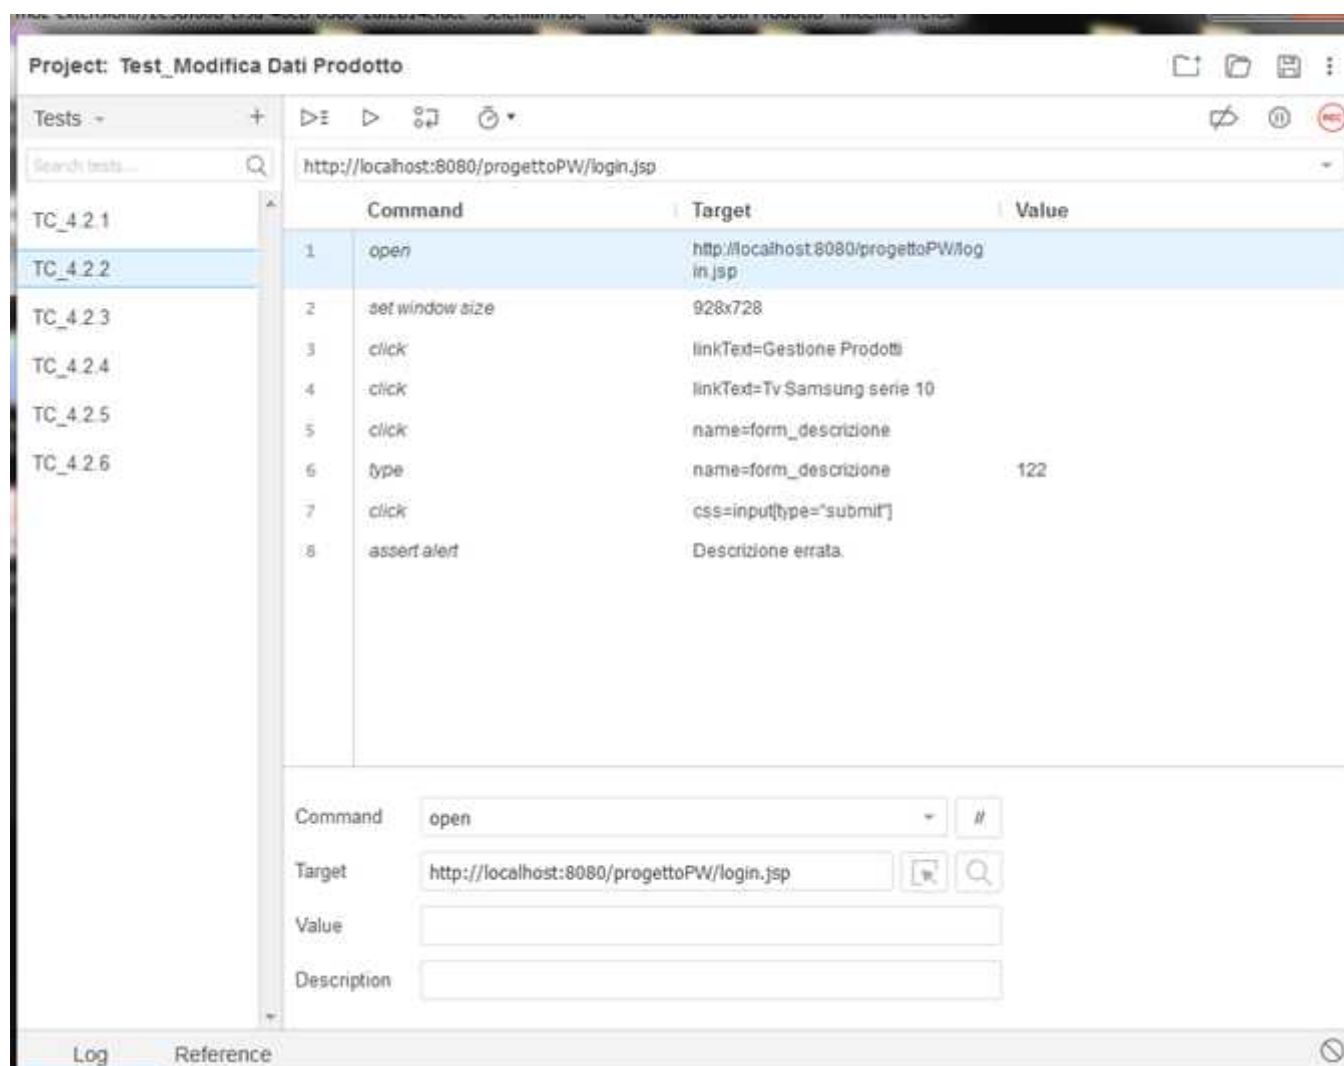 Project: Test_Modifica Dati Prodotto
Tests
Search tests...
http://localhost:8080/progettoPW/login.jsp
TC_4.2.1
TC_4.2.2
TC_4.2.3
TC_4.2.4
TC_4.2.5
TC_4.2.6
Command Target Value
1 open http://localhost:8080/progettoPW/log
in.jsp
2 set window size 928x728
3 click linkText=Gestione Prodotti
4 click linkText=Tv Samsung serie 10
5 click name=form_descrizione
6 type name=form_descrizione 122
7 click css=input[type="submit"]
8 assert alert Descrizione errata.
Command open //
Target http://localhost:8080/progettoPW/login.jsp
Value
Description
Log Reference